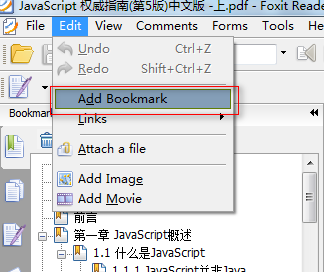 JavaScript 权威指南(第5版)中文版 -上.pdf - Foxit Reade
File Edit View Document Comments Forms Tools
Undo Ctrl+Z
Redo Shift+Ctrl+Z
Add Bookmark
Bookmar
Links
Attach a file
Add Image
Add Movie
前言
第一章 JavaScript概述
1.1 什么是JavaScript
1.1.1 JavaScript并非Java